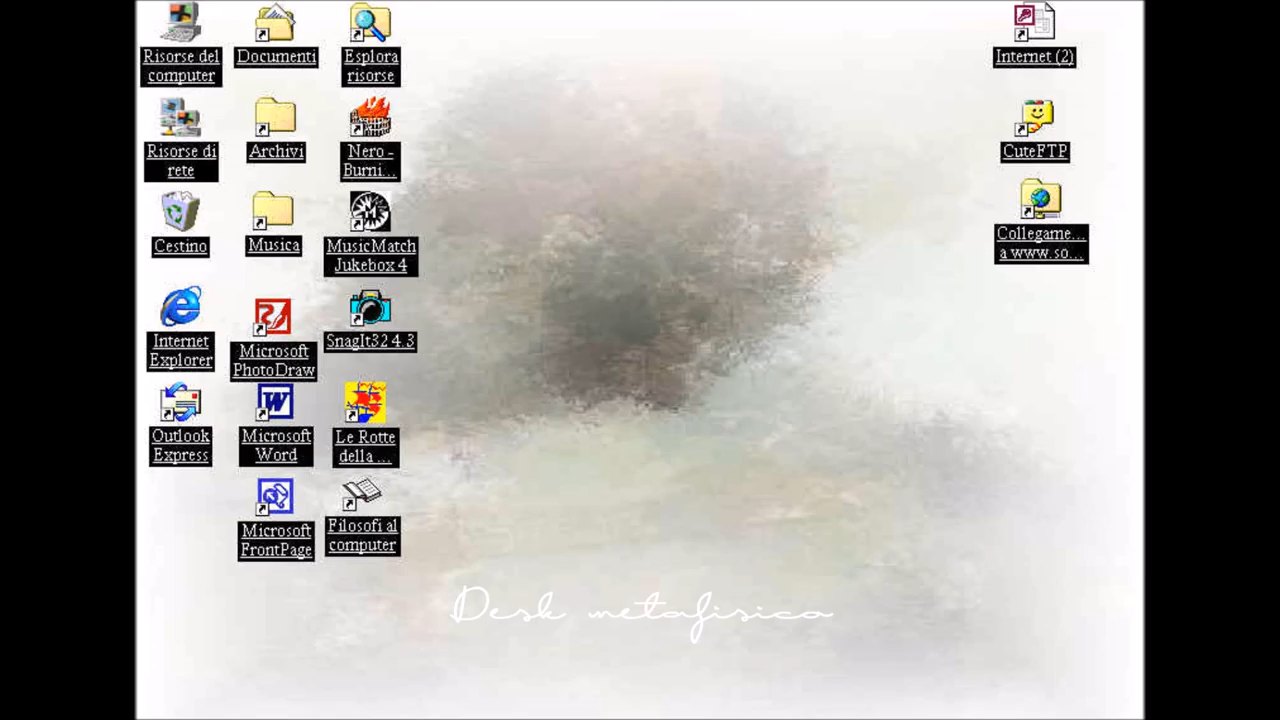 Risorse del
computer
Documenti
Esplora
risorse
Internet (2)
Risorse di
rete
Archivi
Nero -
Burni...
CuteFTP
Cestino
Musica
MusicMatch
Jukebox 4
Collegame...
a www.so...
Internet
Explorer
Microsoft
PhotoDraw
SnagIt32 4.3
Outlook
Express
Microsoft
Word
Le Rotte
della ...
Microsoft
FrontPage
Filosofi al
computer
Desk metafisico